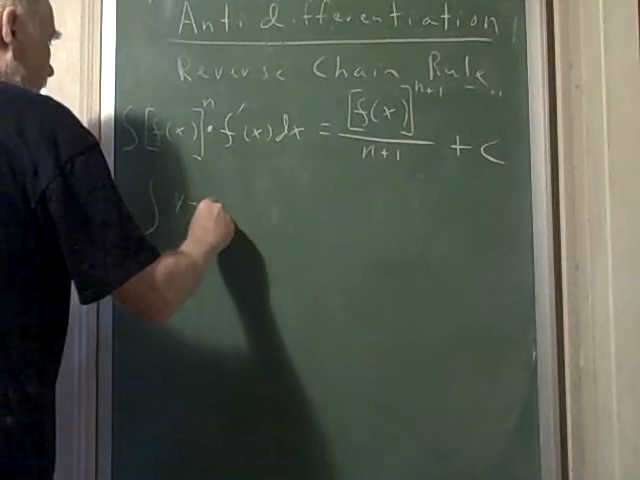 Antidifferentiation
Reverse Chain Rule
∫[f(x)]^n · f'(x)dx = [f(x)]^(n+1) / (n+1) + c
∫